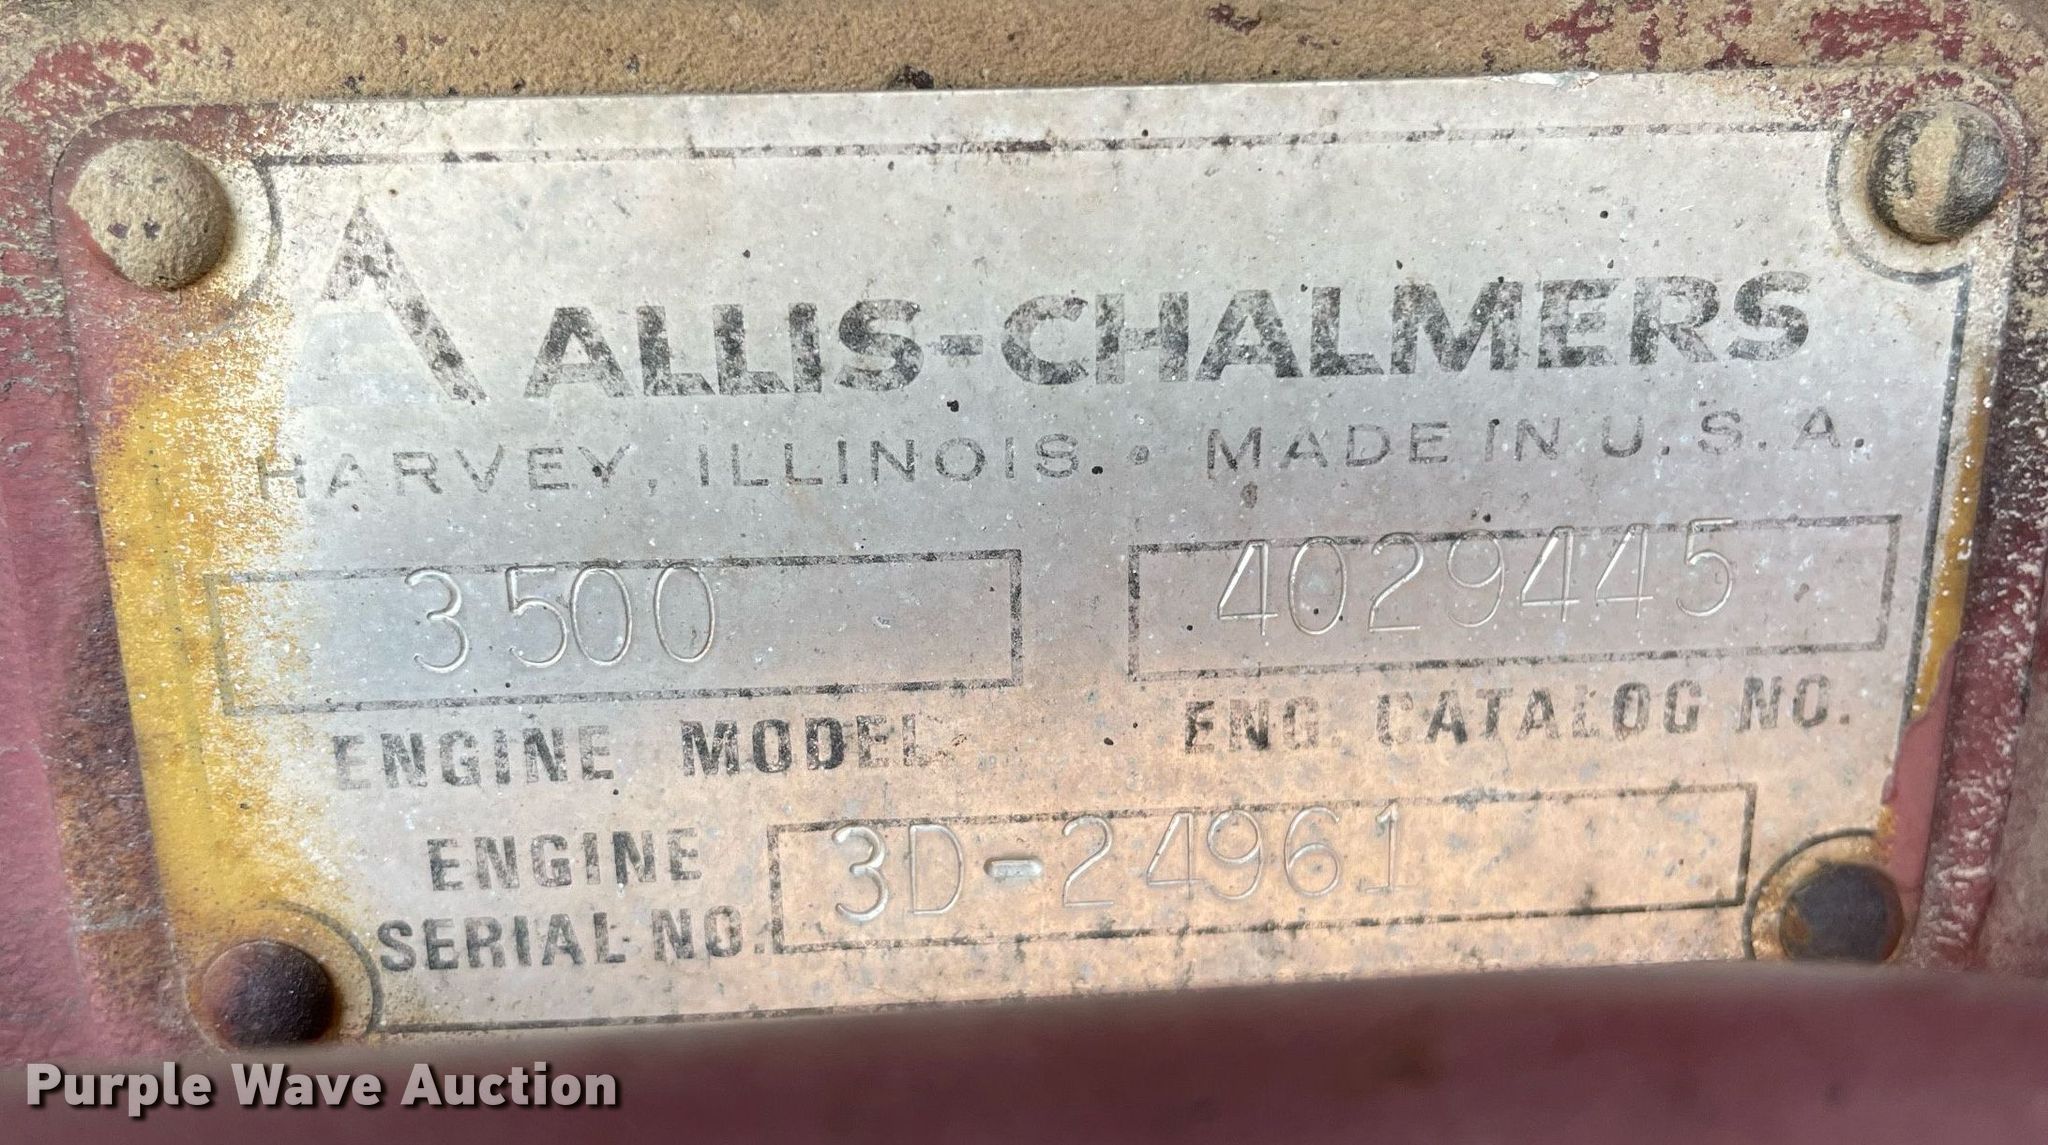 ALLIS-CHALMERS
HARVEY, ILLINOIS. • MADE IN U.S.A.
3500 4029445
ENGINE MODEL ENG. CATALOG NO.
ENGINE SERIAL NO. 3D-24961
Purple Wave Auction